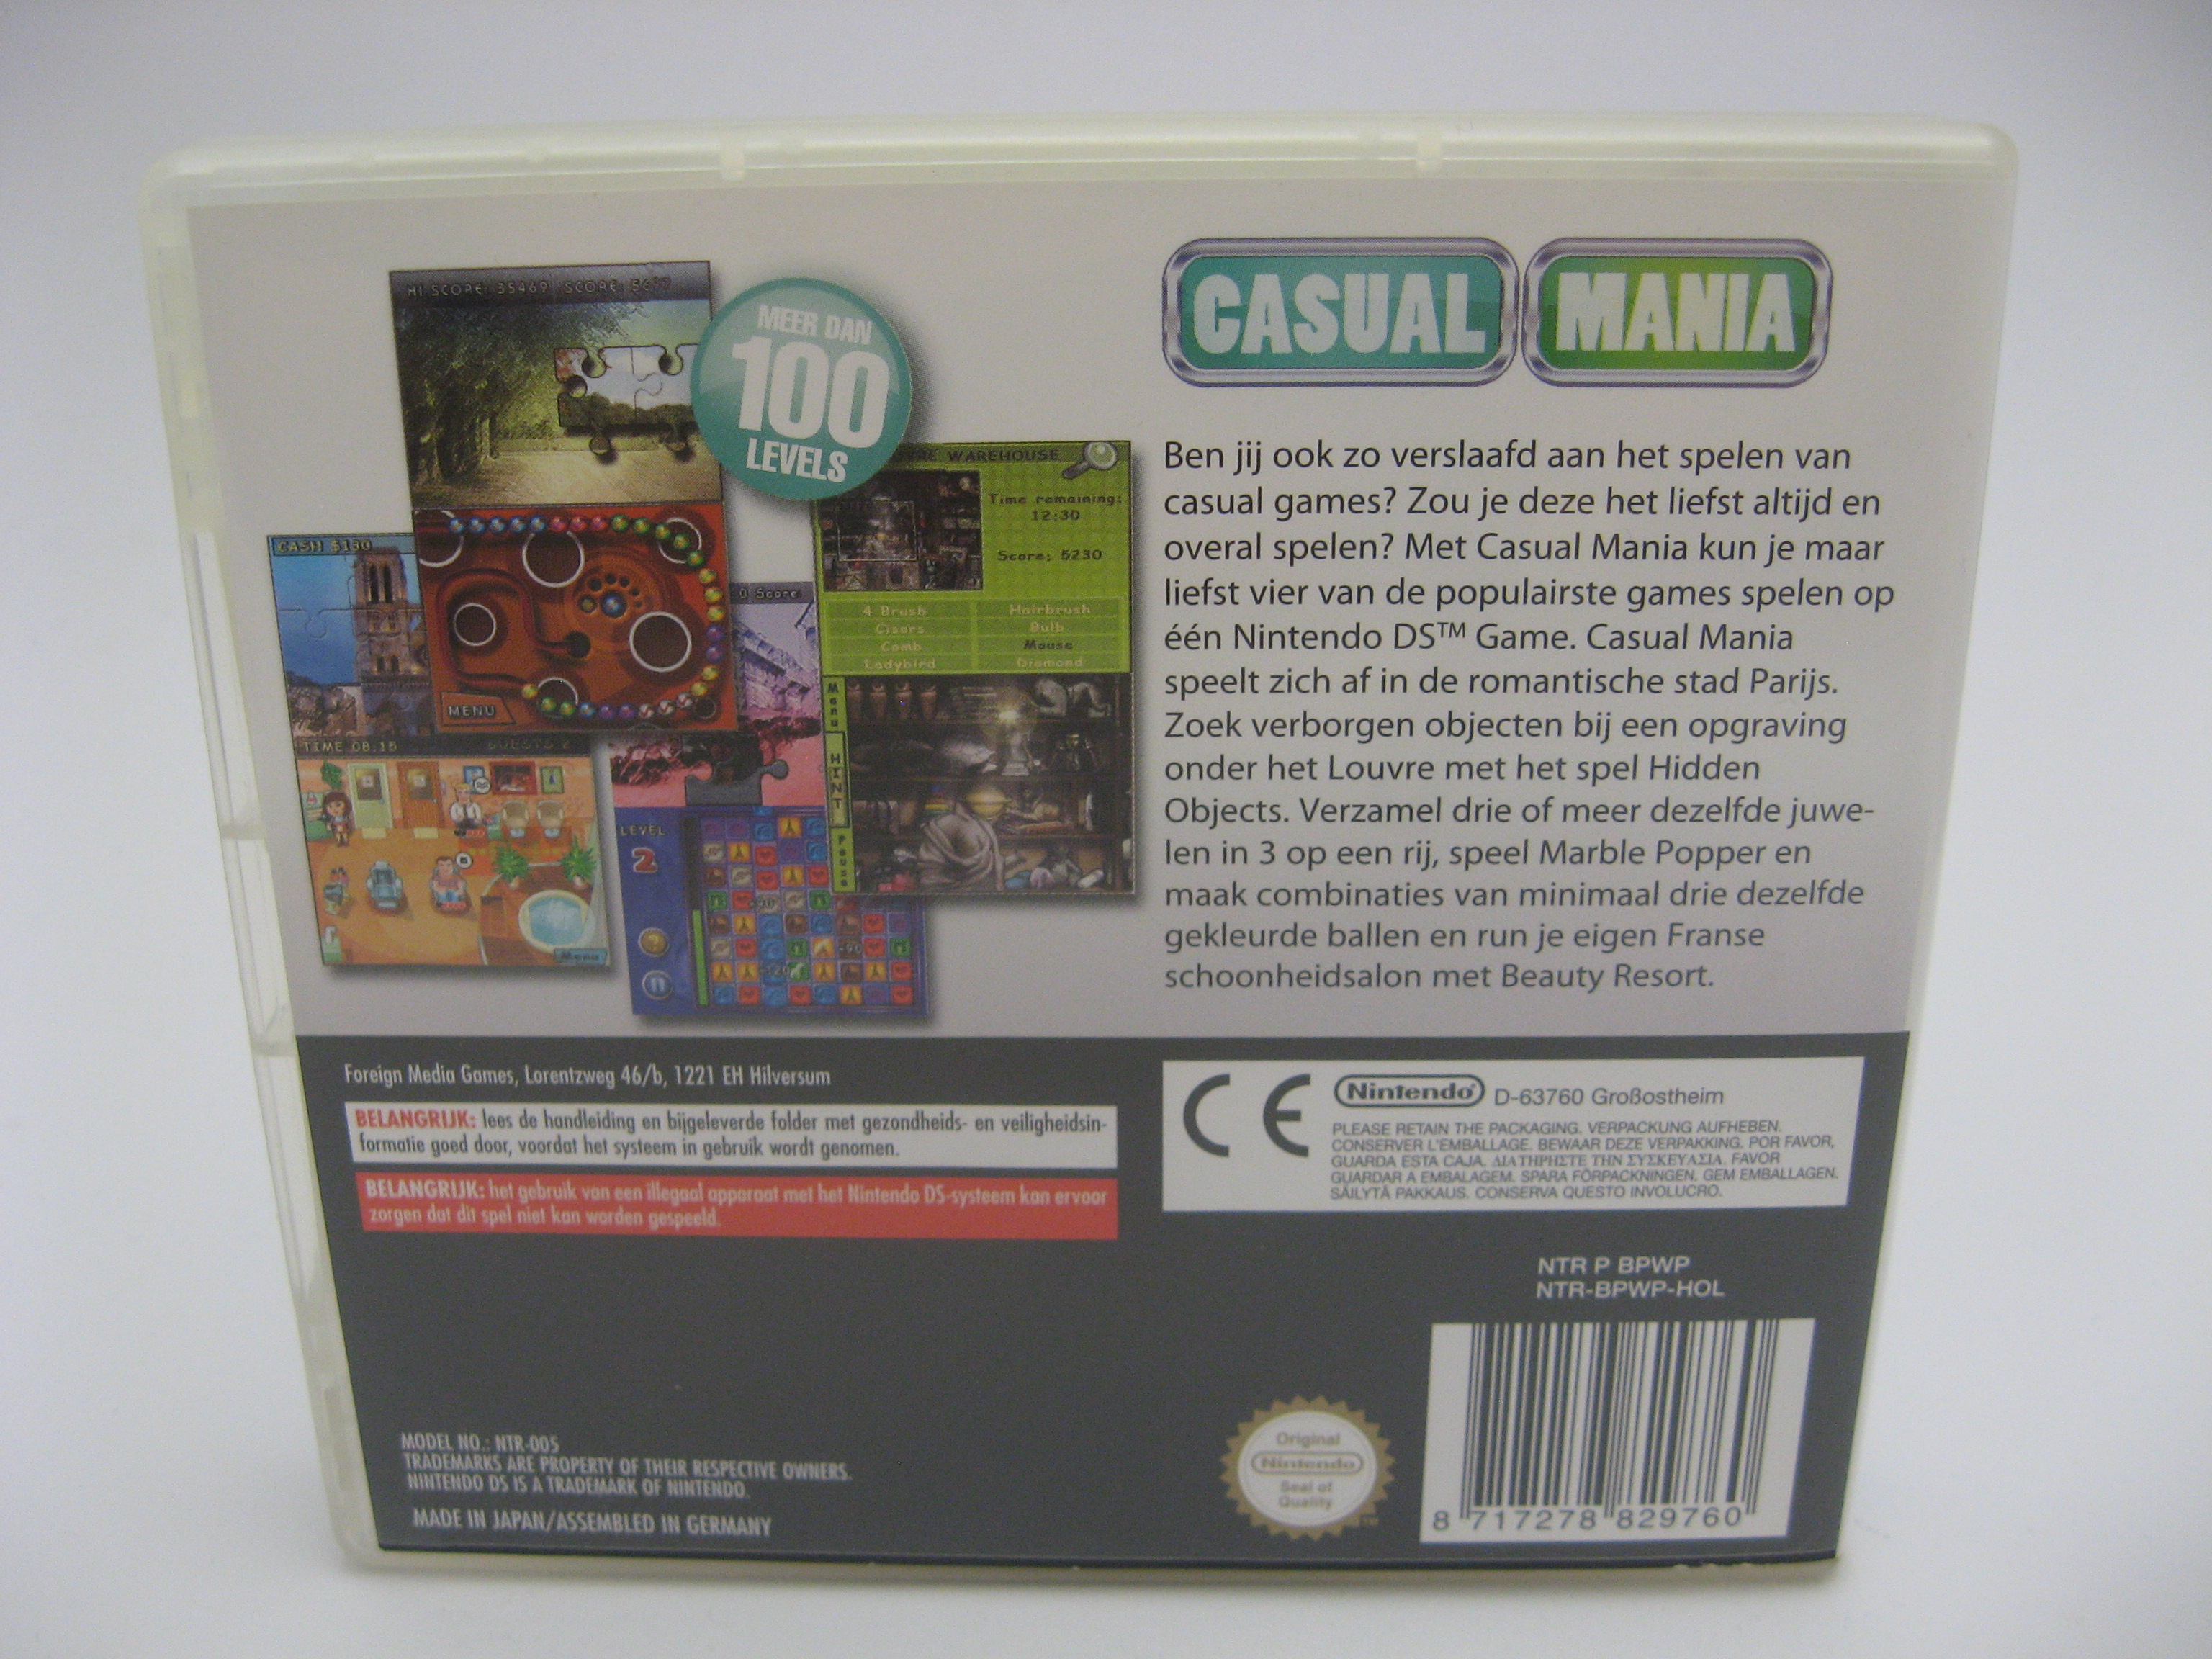 CASUAL MANIA
Ben jij ook zo verslaafd aan het spelen van
casual games? Zou je deze het liefst altijd en
overal spelen? Met Casual Mania kun je maar
liefst vier van de populairste games spelen op
één Nintendo DS™ Game. Casual Mania
speelt zich af in de romantische stad Parijs.
Zoek verborgen objecten bij een opgraving
onder het Louvre met het spel Hidden
Objects. Verzamel drie of meer dezelfde juwe-
len in 3 op een rij, speel Marble Popper en
maak combinaties van minimaal drie dezelfde
gekleurde ballen en run je eigen Franse
schoonheidsalon met Beauty Resort.
MEER DAN
100
LEVELS
HI SCORE 35469 SCORE
CASH $130
MENU
TIME 08.15 GUESTS 2
Menu
0 Score
LEVEL
2
WAREHOUSE
Time remaining:
12:30
Score: 5230
4 Brush
Cisors
Comb
Ladybird
Hairbrush
Bulb
Mouse
Diamond
Menu
HINT
Pause
Foreign Media Games, Lorentzweg 46/b, 1221 EH Hilversum
BELANGRIJK: lees de handleiding en bijgeleverde folder met gezondheids- en veiligheidsin-
formatie goed door, voordat het systeem in gebruik wordt genomen.
BELANGRIJK: het gebruik van een illegaal apparaat met het Nintendo DS-systeem kan ervoor
zorgen dat dit spel niet kan worden gespeeld.
CE
Nintendo® D-63760 Großostheim
PLEASE RETAIN THE PACKAGING. VERPACKUNG AUFHEBEN.
CONSERVER L'EMBALLAGE. BEWAAR DEZE VERPAKKING. POR FAVOR,
GUARDA ESTA CAJA. ΔΙΑΤΗΡΗΣΤΕ ΤΗΝ ΣΥΣΚΕΥΑΣΙΑ. FAVOR
GUARDAR A EMBALAGEM. SPARA FÖRPACKNINGEN. GEM EMBALLAGEN.
SÄILYTÄ PAKKAUS. CONSERVA QUESTO INVOLUCRO.
NTR P BPWP
NTR-BPWP-HOL
MODEL NO.: NTR-005
TRADEMARKS ARE PROPERTY OF THEIR RESPECTIVE OWNERS.
NINTENDO DS IS A TRADEMARK OF NINTENDO.
MADE IN JAPAN/ASSEMBLED IN GERMANY
Original
Nintendo
Seal of
Quality
TM
8 717278 829760